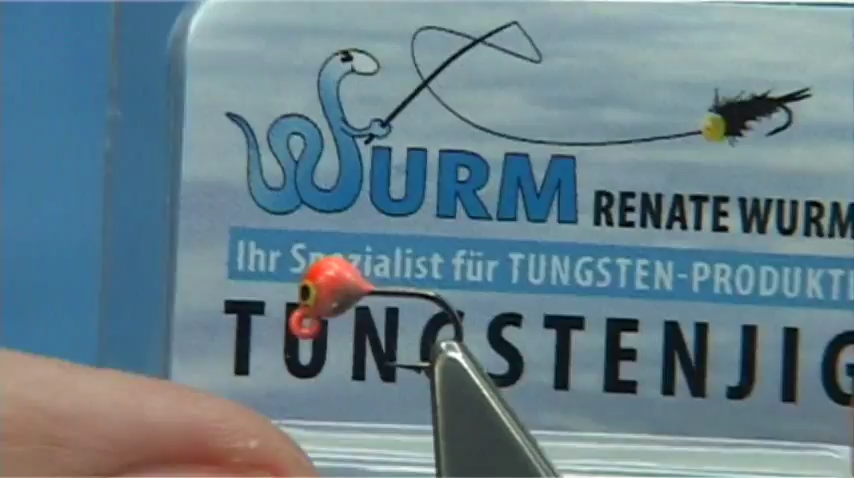 WURM RENATE WURM
Ihr Spezialist für TUNGSTEN-PRODUKTE
TUNGSTENJIG